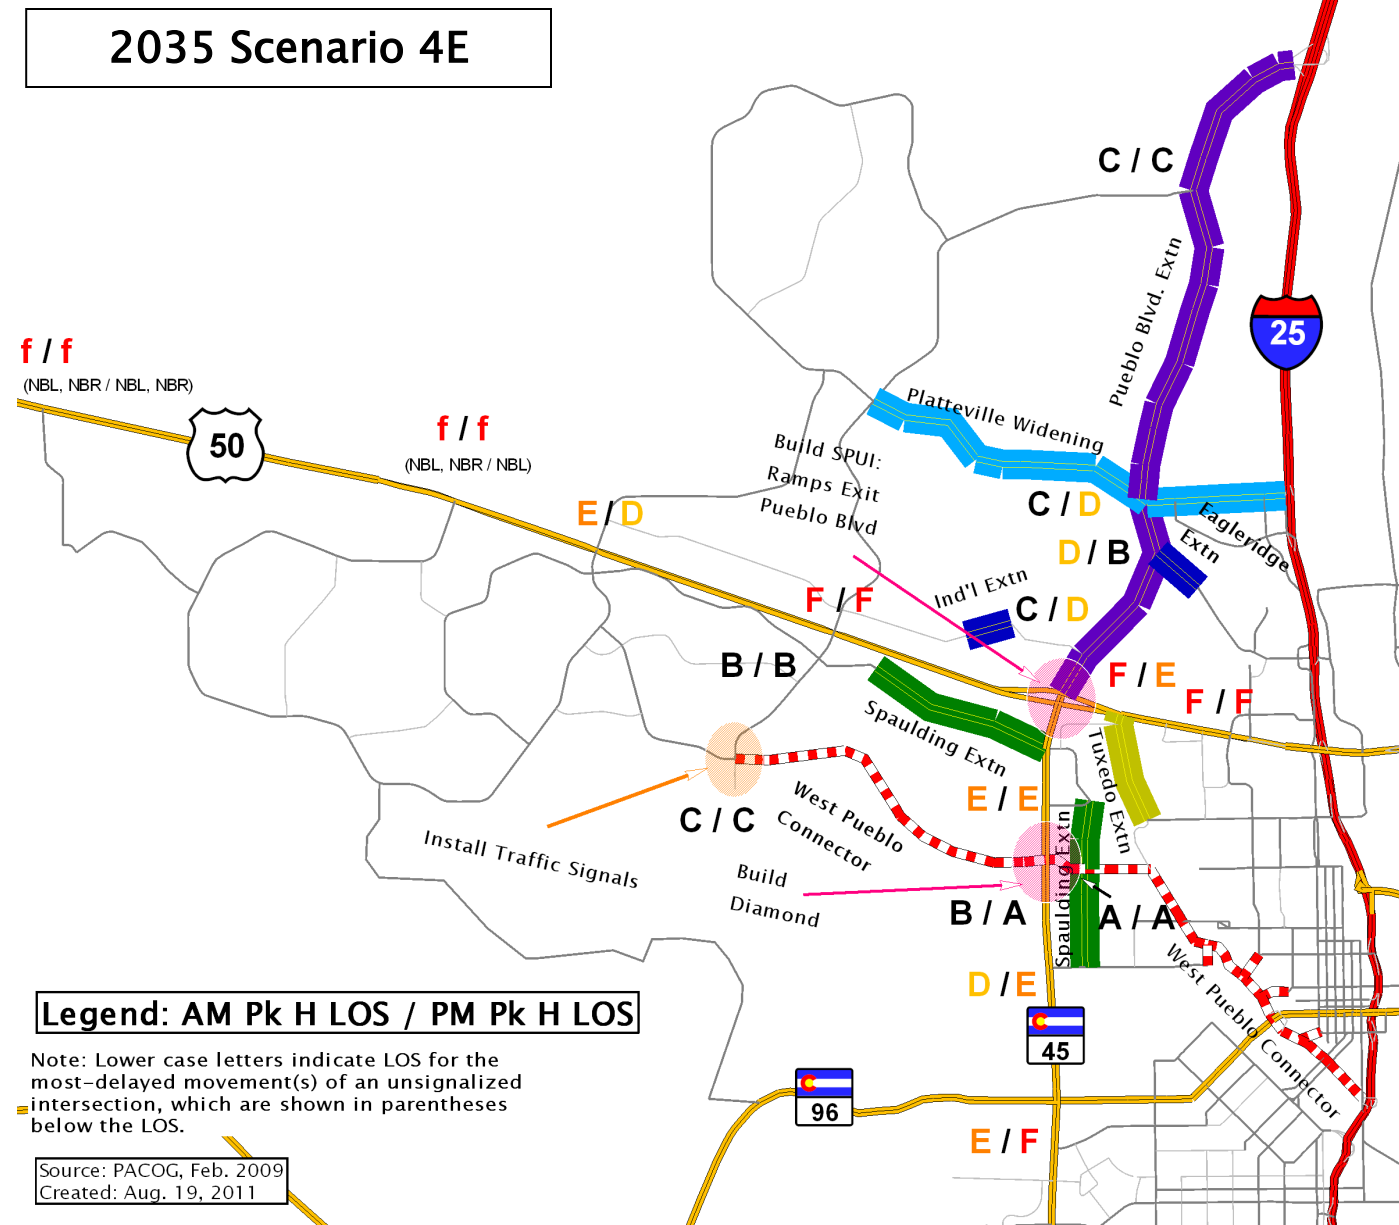 2035 Scenario 4E
C / C
Pueblo Blvd. Extn
25
f / f
(NBL, NBR / NBL, NBR)
50
f / f
(NBL, NBR / NBL)
Platteville Widening
Build SPUI:
Ramps Exit
Pueblo Blvd
E / D
C / D
Eagleridge
Extn
D / B
Ind'l Extn
F / F
C / D
B / B
F / E
F / F
Spaulding Extn
Tuxedo Extn
E / E
West Pueblo
Connector
C / C
Install Traffic Signals
Build
Diamond
Spaulding Extn
B / A
A / A
West Pueblo Connector
D / E
Legend: AM Pk H LOS / PM Pk H LOS
45
Note: Lower case letters indicate LOS for the
most-delayed movement(s) of an unsignalized
intersection, which are shown in parentheses
below the LOS.
96
E / F
Source: PACOG, Feb. 2009
Created: Aug. 19, 2011